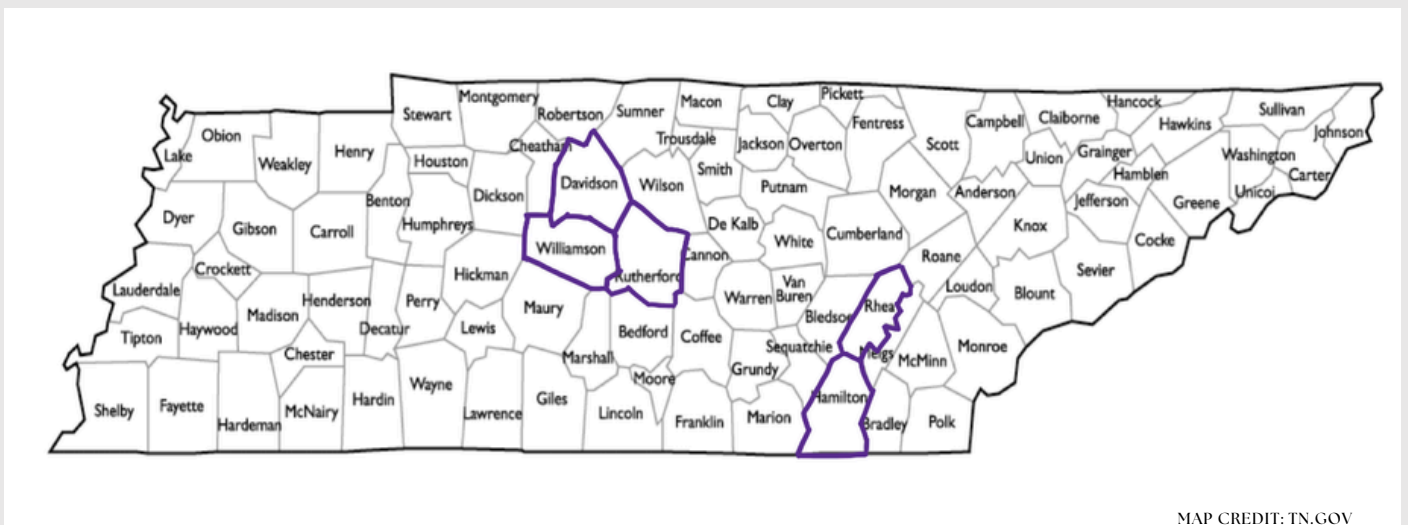 Stewart
Montgomery
Robertson
Sumner
Macon
Clay
Pickett
Fentress
Scott
Campbell
Claiborne
Hancock
Hawkins
Sullivan
Johnson
Lake
Obion
Weakley
Henry
Houston
Cheatham
Trousdale
Jackson
Overton
Union
Grainger
Hamblen
Washington
Carter
Unicoi
Greene
Dyer
Gibson
Carroll
Benton
Humphreys
Dickson
Davidson
Wilson
Smith
Putnam
Morgan
Anderson
Jefferson
Knox
Cocke
Crockett
Hickman
Williamson
Rutherford
Cannon
De Kalb
White
Cumberland
Roane
Loudon
Blount
Sevier
Lauderdale
Tipton
Haywood
Madison
Henderson
Decatur
Perry
Lewis
Maury
Bedford
Coffee
Warren
Van
Buren
Bledsoe
Rhea
Meigs
McMinn
Monroe
Chester
Marshall
Moore
Grundy
Sequatchie
Shelby
Fayette
Hardeman
McNairy
Hardin
Wayne
Lawrence
Giles
Lincoln
Franklin
Marion
Hamilton
Bradley
Polk
MAP CREDIT: TN.GOV